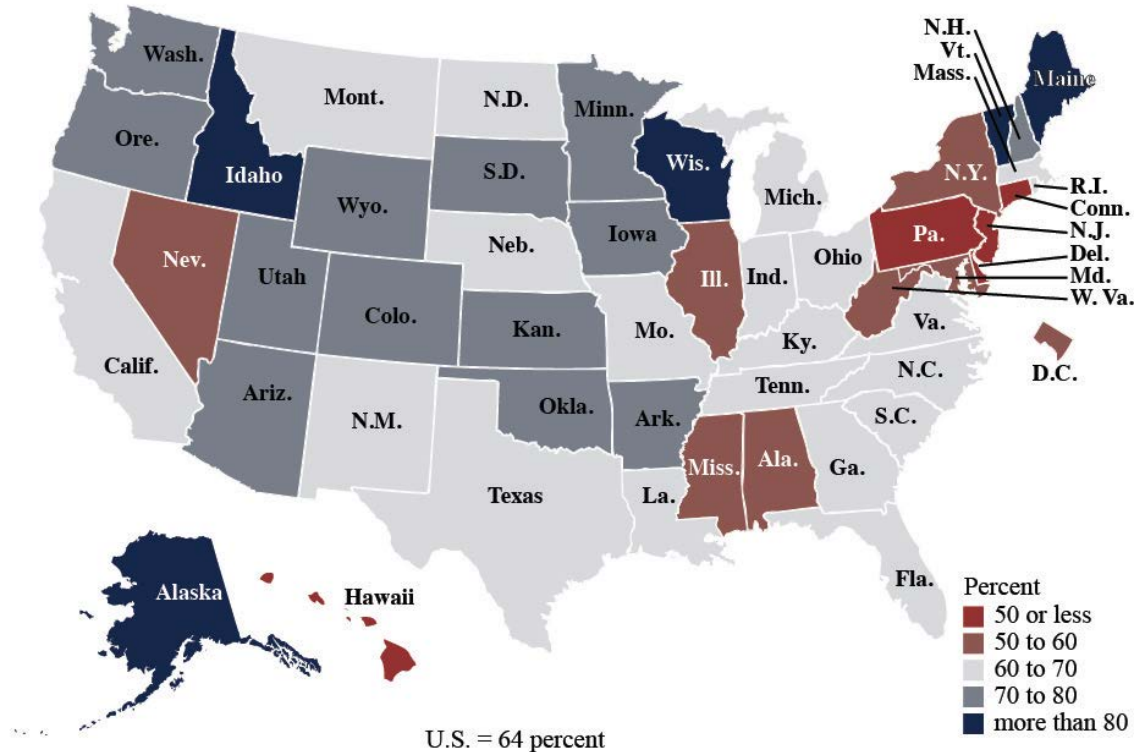 N.H.
Vt.
Mass.
Maine
Wash.
Mont.
N.D.
Minn.
Ore.
Idaho
Wis.
S.D.
Wyo.
Mich.
N.Y.
R.I.
Conn.
N.J.
Del.
Md.
W. Va.
Pa.
Iowa
Neb.
Nev.
Utah
Colo.
Ill.
Ind.
Ohio
Kan.
Mo.
Ky.
Va.
Calif.
D.C.
Tenn.
N.C.
Ariz.
N.M.
Okla.
Ark.
S.C.
Miss.
Ala.
Ga.
Texas
La.
Fla.
Alaska
Hawaii
Percent
50 or less
50 to 60
60 to 70
70 to 80
more than 80
U.S. = 64 percent